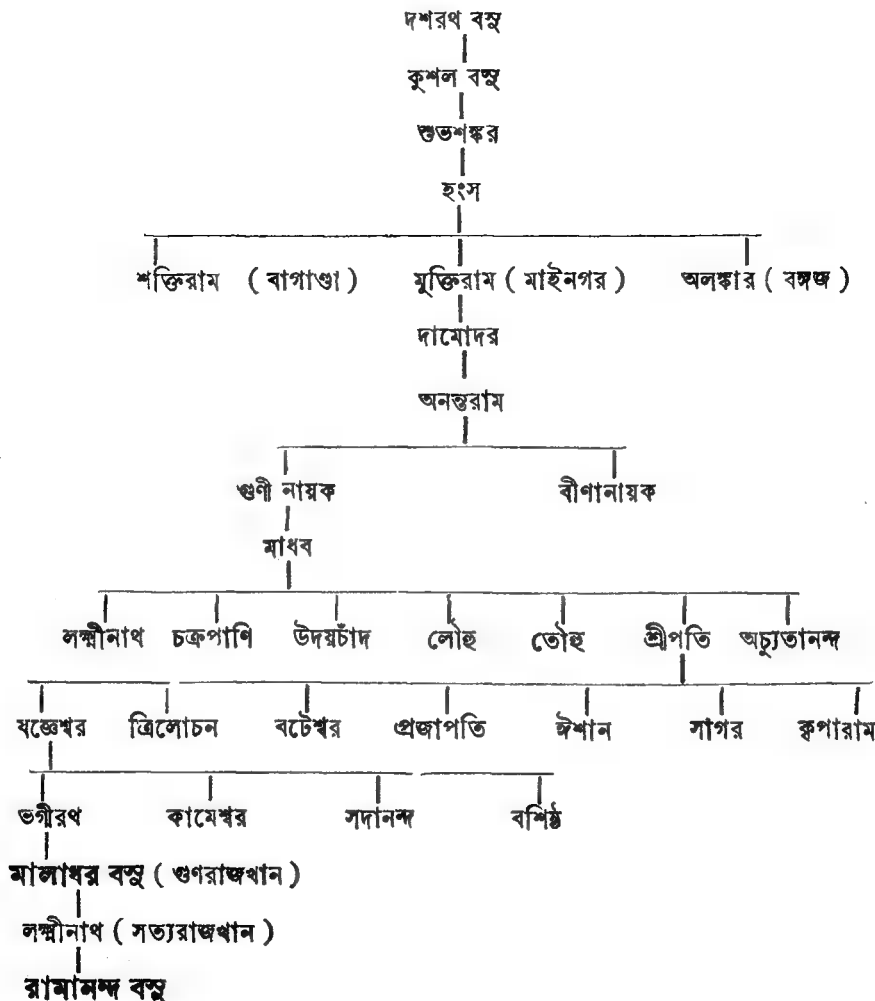 দশরথ বসু
কুশল বসু
শুভশঙ্কর
হংস
শক্তিরাম ( বাগাণ্ডা ) মুক্তিরাম ( মাইনগর ) অলঙ্কার ( বঙ্গজ )
দামোদর
অনন্তরাম
গুণী নায়ক বীণানায়ক
মাধব
লক্ষ্মীনাথ চক্রপাণি উদয়চাঁদ লৌহু তৌহু শ্রীপতি অচ্যুতানন্দ
যজ্ঞেশ্বর ত্রিলোচন বটেশ্বর প্রজাপতি ঈশান সাগর কৃপারাম
ভগীরথ কামেশ্বর সদানন্দ বশিষ্ঠ
মালাধর বসু ( গুণরাজখান )
লক্ষ্মীনাথ ( সত্যরাজখান )
রামানন্দ বসু